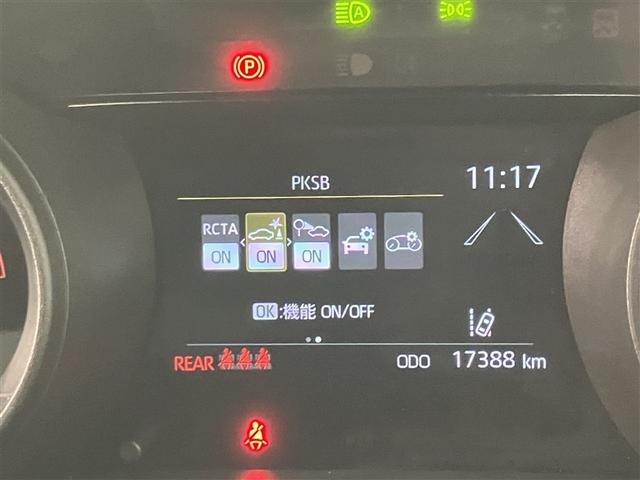 A
P
PKSB
11:17
RCTA
ON ON ON
OK:機能 ON/OFF
REAR ODO 17388 km